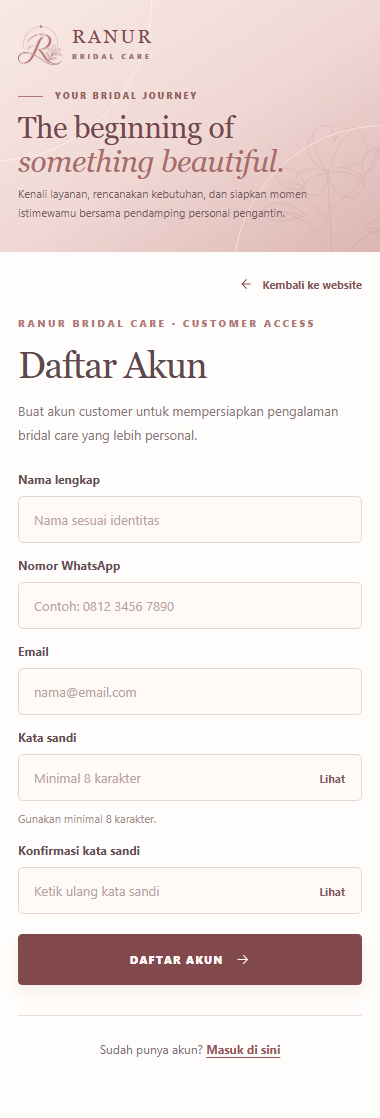 RANUR
BRIDAL CARE
YOUR BRIDAL JOURNEY
The beginning of
something beautiful.
Kenali layanan, rencanakan kebutuhan, dan siapkan momen
istimewamu bersama pendamping personal pengantin.
Kembali ke website
RANUR BRIDAL CARE · CUSTOMER ACCESS
Daftar Akun
Buat akun customer untuk mempersiapkan pengalaman
bridal care yang lebih personal.
Nama lengkap
Nama sesuai identitas
Nomor WhatsApp
Contoh: 0812 3456 7890
Email
nama@email.com
Kata sandi
Minimal 8 karakter Lihat
Gunakan minimal 8 karakter.
Konfirmasi kata sandi
Ketik ulang kata sandi Lihat
DAFTAR AKUN
Sudah punya akun? Masuk di sini